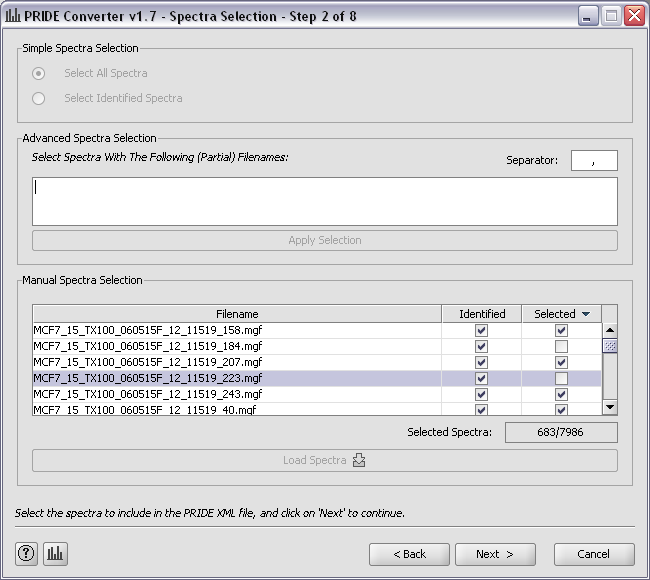 PRIDE Converter v1.7 - Spectra Selection - Step 2 of 8
Simple Spectra Selection
Select All Spectra
Select Identified Spectra
Advanced Spectra Selection
Select Spectra With The Following (Partial) Filenames:
Separator: ,
Apply Selection
Manual Spectra Selection
Filename Identified Selected
MCF7_15_TX100_060515F_12_11519_158.mgf
MCF7_15_TX100_060515F_12_11519_184.mgf
MCF7_15_TX100_060515F_12_11519_207.mgf
MCF7_15_TX100_060515F_12_11519_223.mgf
MCF7_15_TX100_060515F_12_11519_243.mgf
MCF7_15_TX100_060515F_12_11519_40.mgf
Selected Spectra: 683/7986
Load Spectra
Select the spectra to include in the PRIDE XML file, and click on 'Next' to continue.
? < Back Next > Cancel